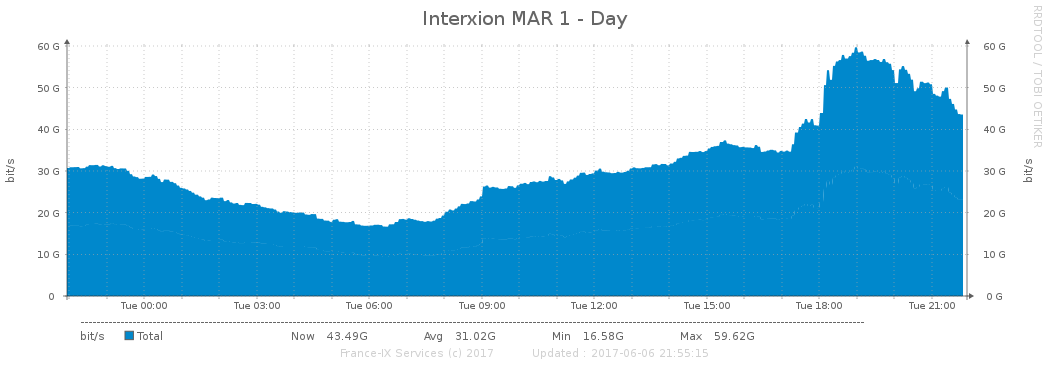 Interxion MAR 1 - Day
RRDTOOL / TOBI OETIKER
bit/s
60 G
50 G
40 G
30 G
20 G
10 G
0
60 G
50 G
40 G
30 G
20 G
10 G
0 G
bit/s
Tue 00:00 Tue 03:00 Tue 06:00 Tue 09:00 Tue 12:00 Tue 15:00 Tue 18:00 Tue 21:00
bit/s Total Now 43.49G Avg 31.02G Min 16.58G Max 59.62G
France-IX Services (c) 2017 Updated : 2017-06-06 21:55:15